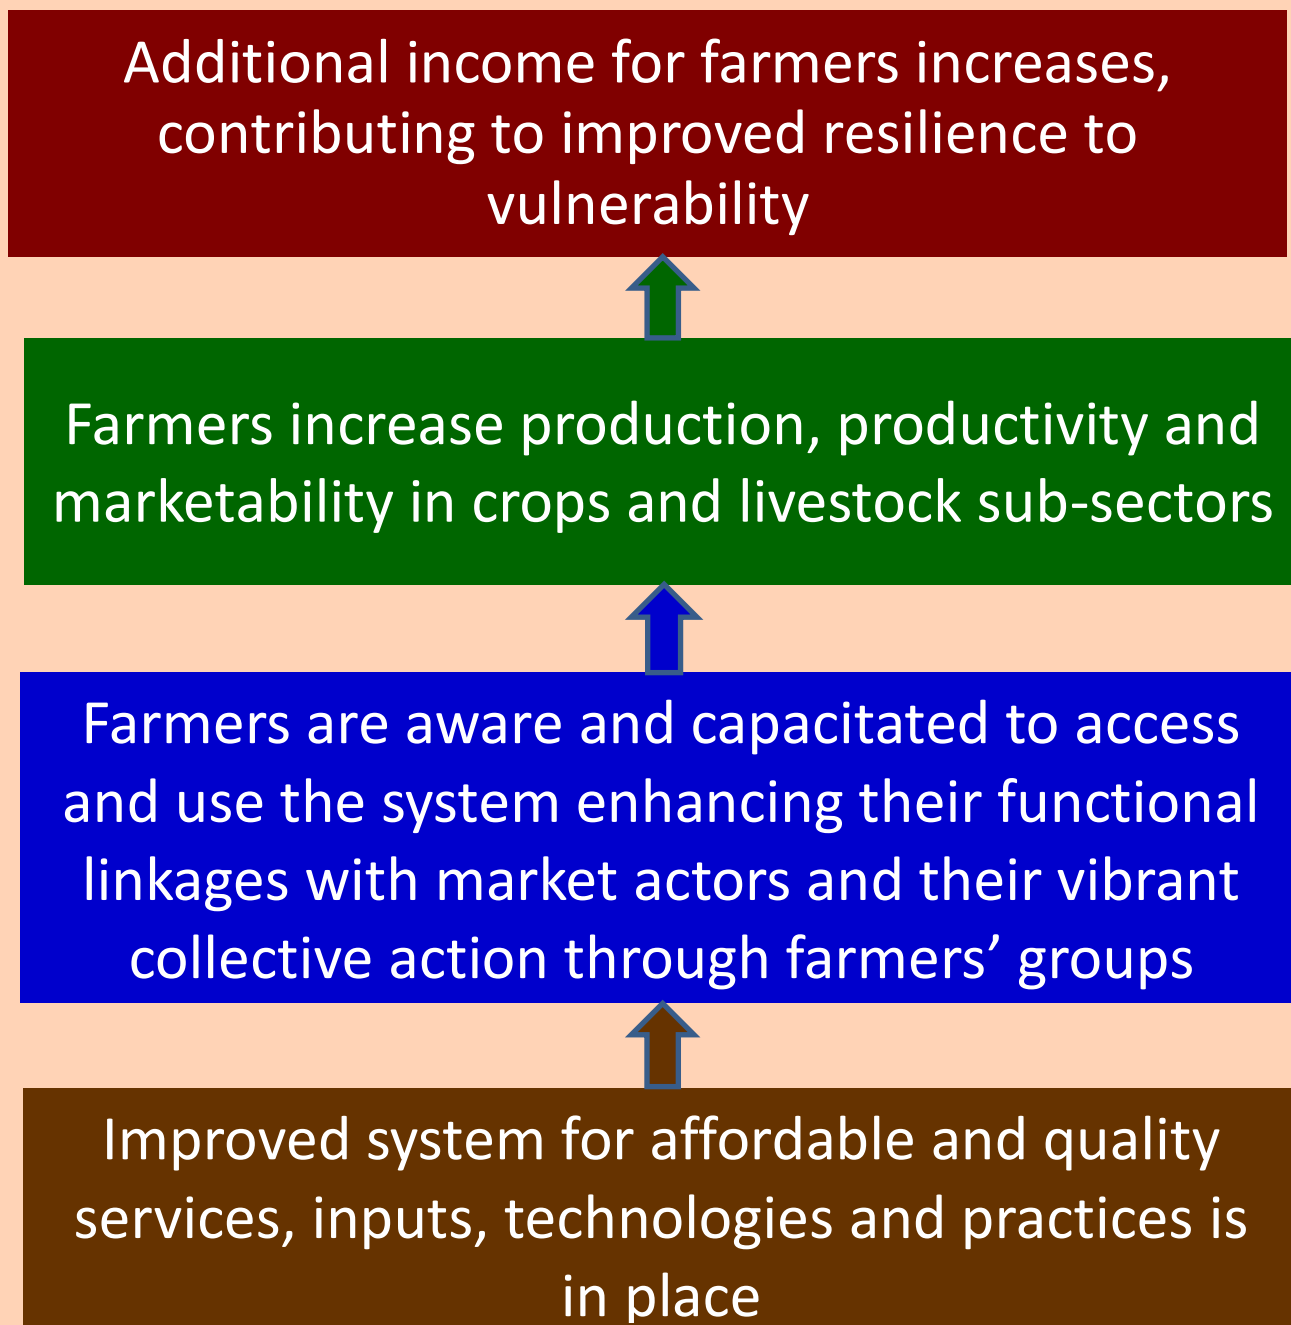 Additional income for farmers increases,
contributing to improved resilience to
vulnerability
Farmers increase production, productivity and
marketability in crops and livestock sub-sectors
Farmers are aware and capacitated to access
and use the system enhancing their functional
linkages with market actors and their vibrant
collective action through farmers’ groups
Improved system for affordable and quality
services, inputs, technologies and practices is
in place